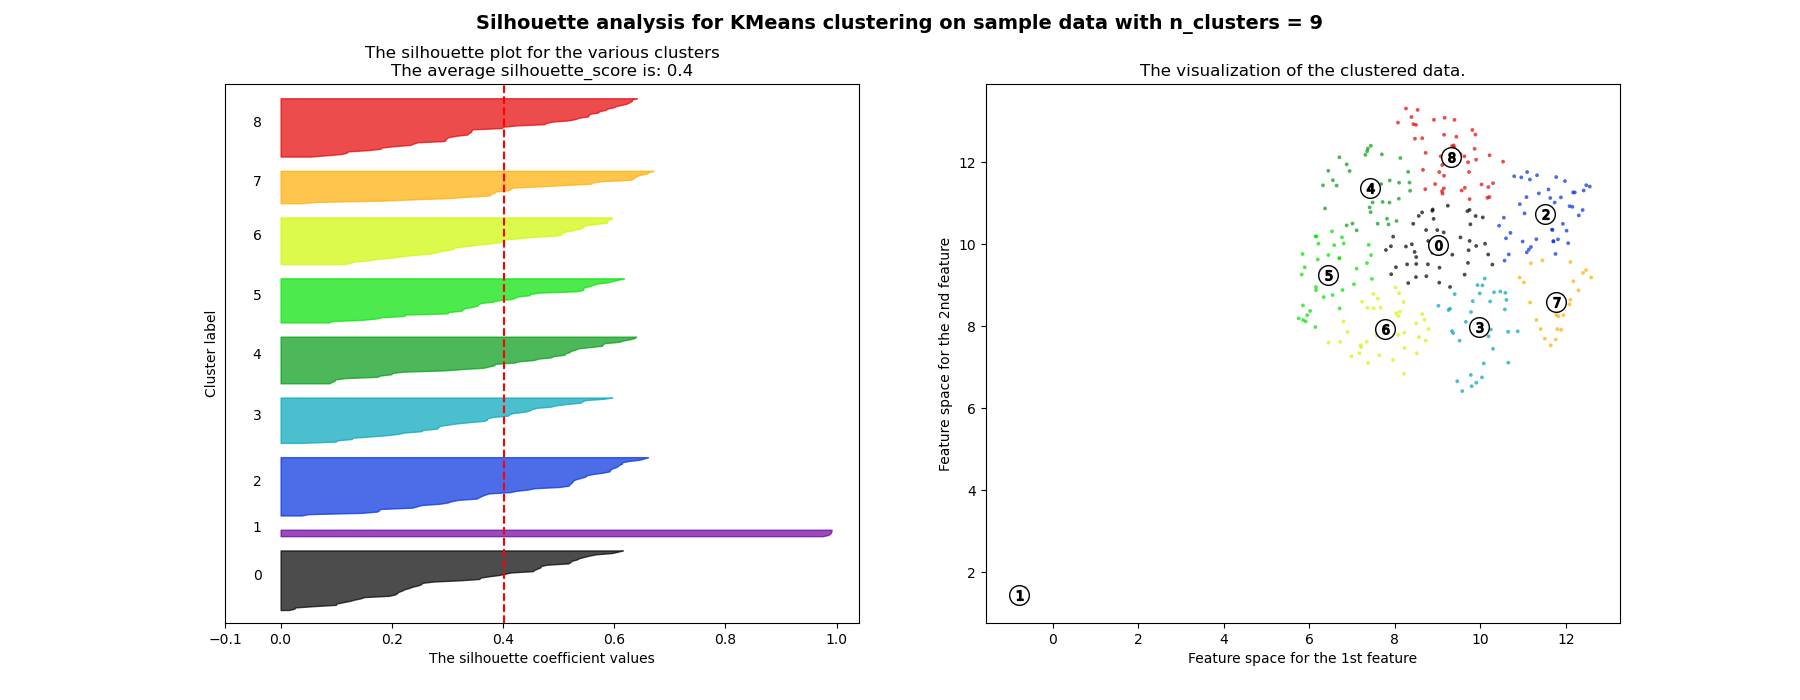 Silhouette analysis for KMeans clustering on sample data with n_clusters = 9
The silhouette plot for the various clusters
The average silhouette_score is: 0.4
8
7
6
5
4
3
2
1
0
Cluster label
−0.1 0.0 0.2 0.4 0.6 0.8 1.0
The silhouette coefficient values
The visualization of the clustered data.
12
10
8
6
4
2
Feature space for the 2nd feature
8
4
2
0
5
7
3
6
1
0 2 4 6 8 10 12
Feature space for the 1st feature